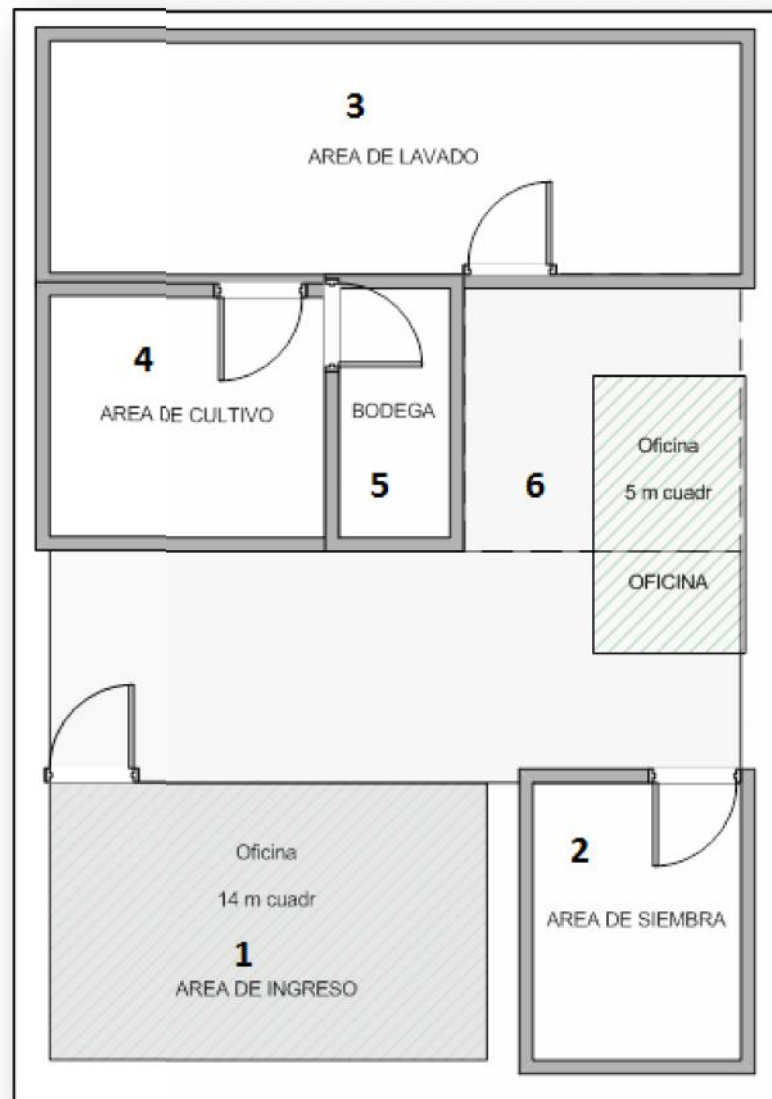 3
AREA DE LAVADO
4
AREA DE CULTIVO
BODEGA
5
6
Oficina
5 m cuadr
OFICINA
Oficina
14 m cuadr
1
AREA DE INGRESO
2
AREA DE SIEMBRA